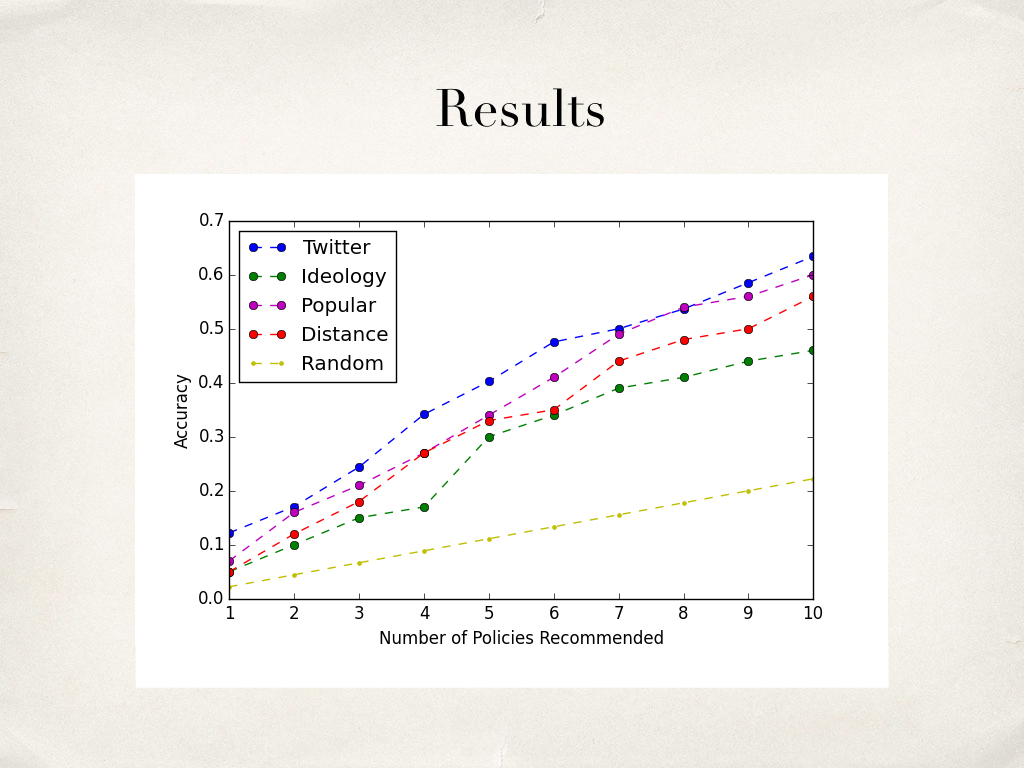 Results
0.7
0.6
0.5
0.4
0.3
0.2
0.1
0.0
Accuracy
Twitter
Ideology
Popular
Distance
Random
1 2 3 4 5 6 7 8 9 10
Number of Policies Recommended